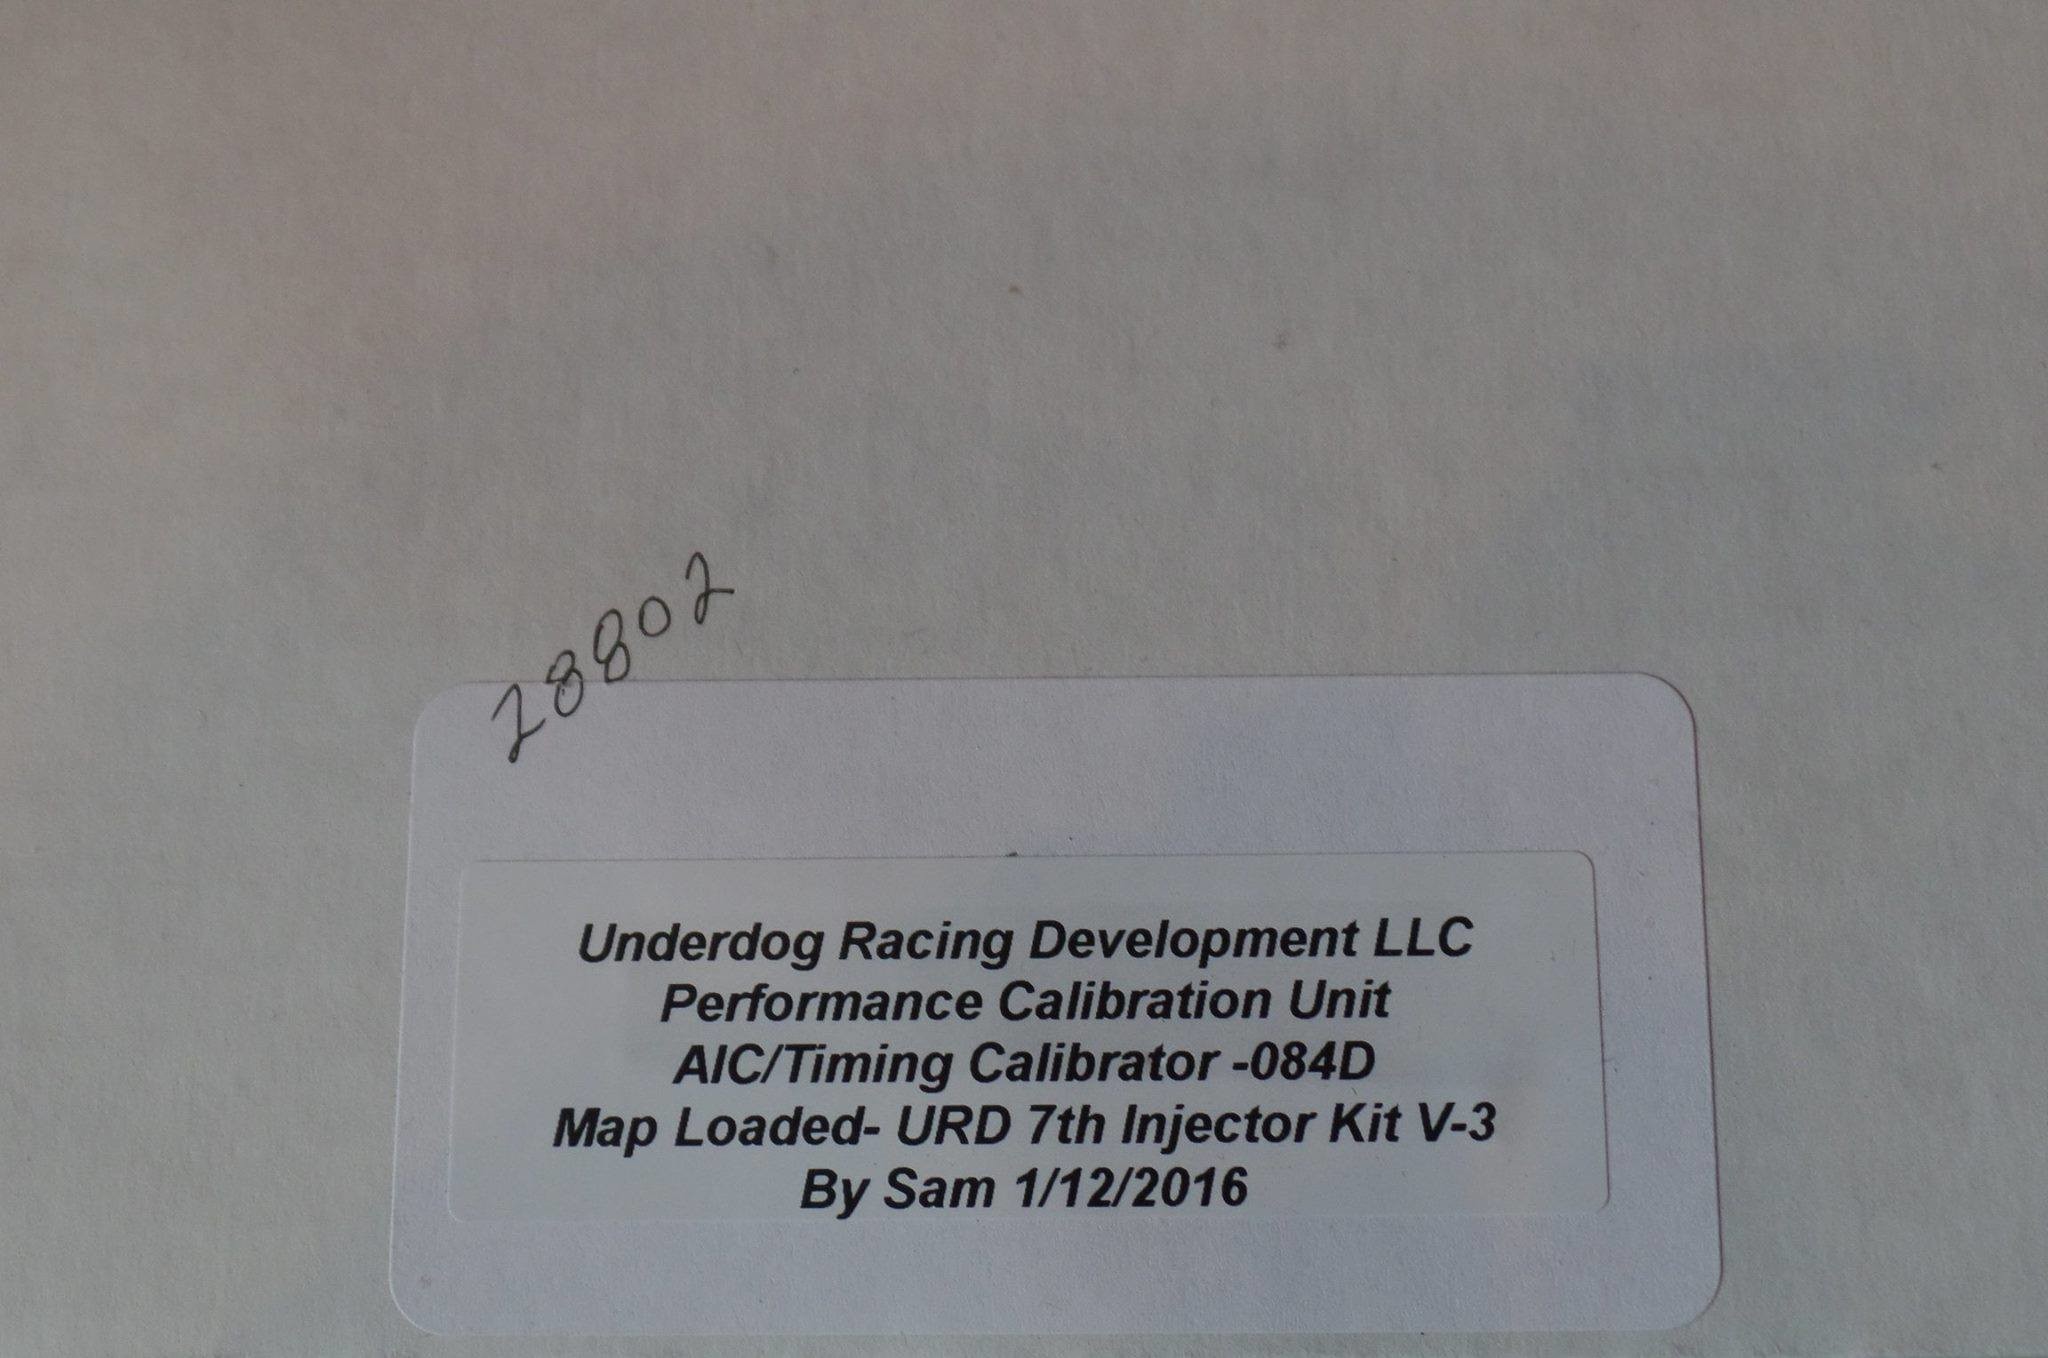 28802
Underdog Racing Development LLC
Performance Calibration Unit
AIC/Timing Calibrator -084D
Map Loaded- URD 7th Injector Kit V-3
By Sam 1/12/2016